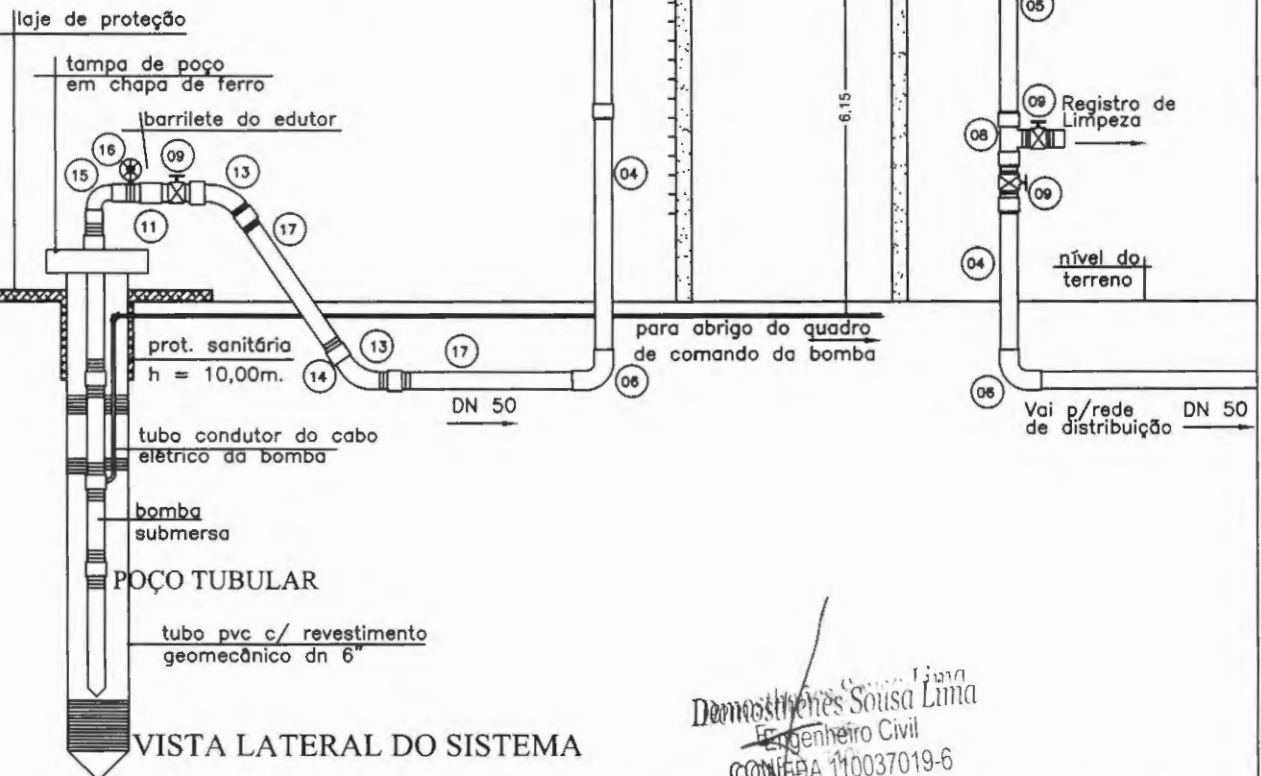 laje de proteção
tampa de poço
em chapa de ferro
barrilete do edutor
16
09
15
13
11
17
prot. sanitária
h = 10,00m.
14
13
17
DN 50
tubo condutor do cabo
elétrico da bomba
bomba
submersa
POÇO TUBULAR
tubo pvc c/ revestimento
geomecânico dn 6"
VISTA LATERAL DO SISTEMA
04
06
6,15
para abrigo do quadro
de comando da bomba
05
09
Registro de
Limpeza
08
09
04
nível do
terreno
06
Vai p/rede
de distribuição
DN 50
Demosthenes Sousa Lima
Engenheiro Civil
110037019-6